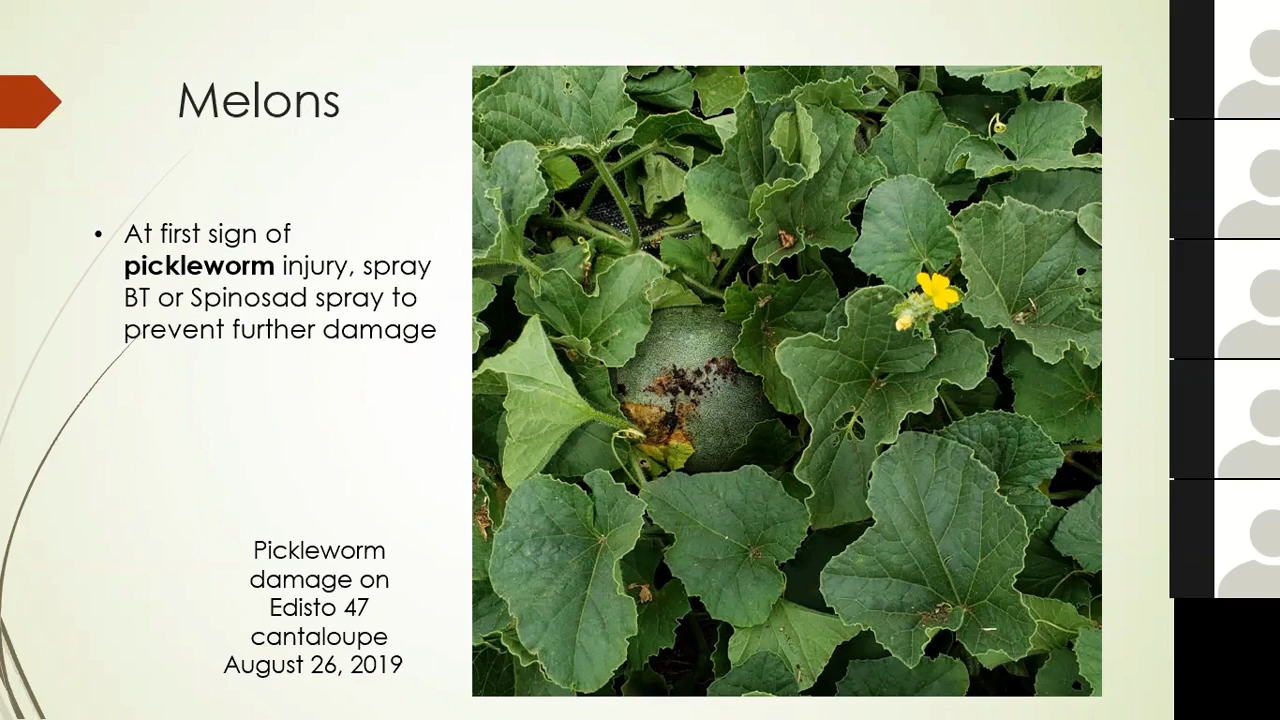 Melons
• At first sign of
pickleworm injury, spray
BT or Spinosad spray to
prevent further damage
Pickleworm
damage on
Edisto 47
cantaloupe
August 26, 2019